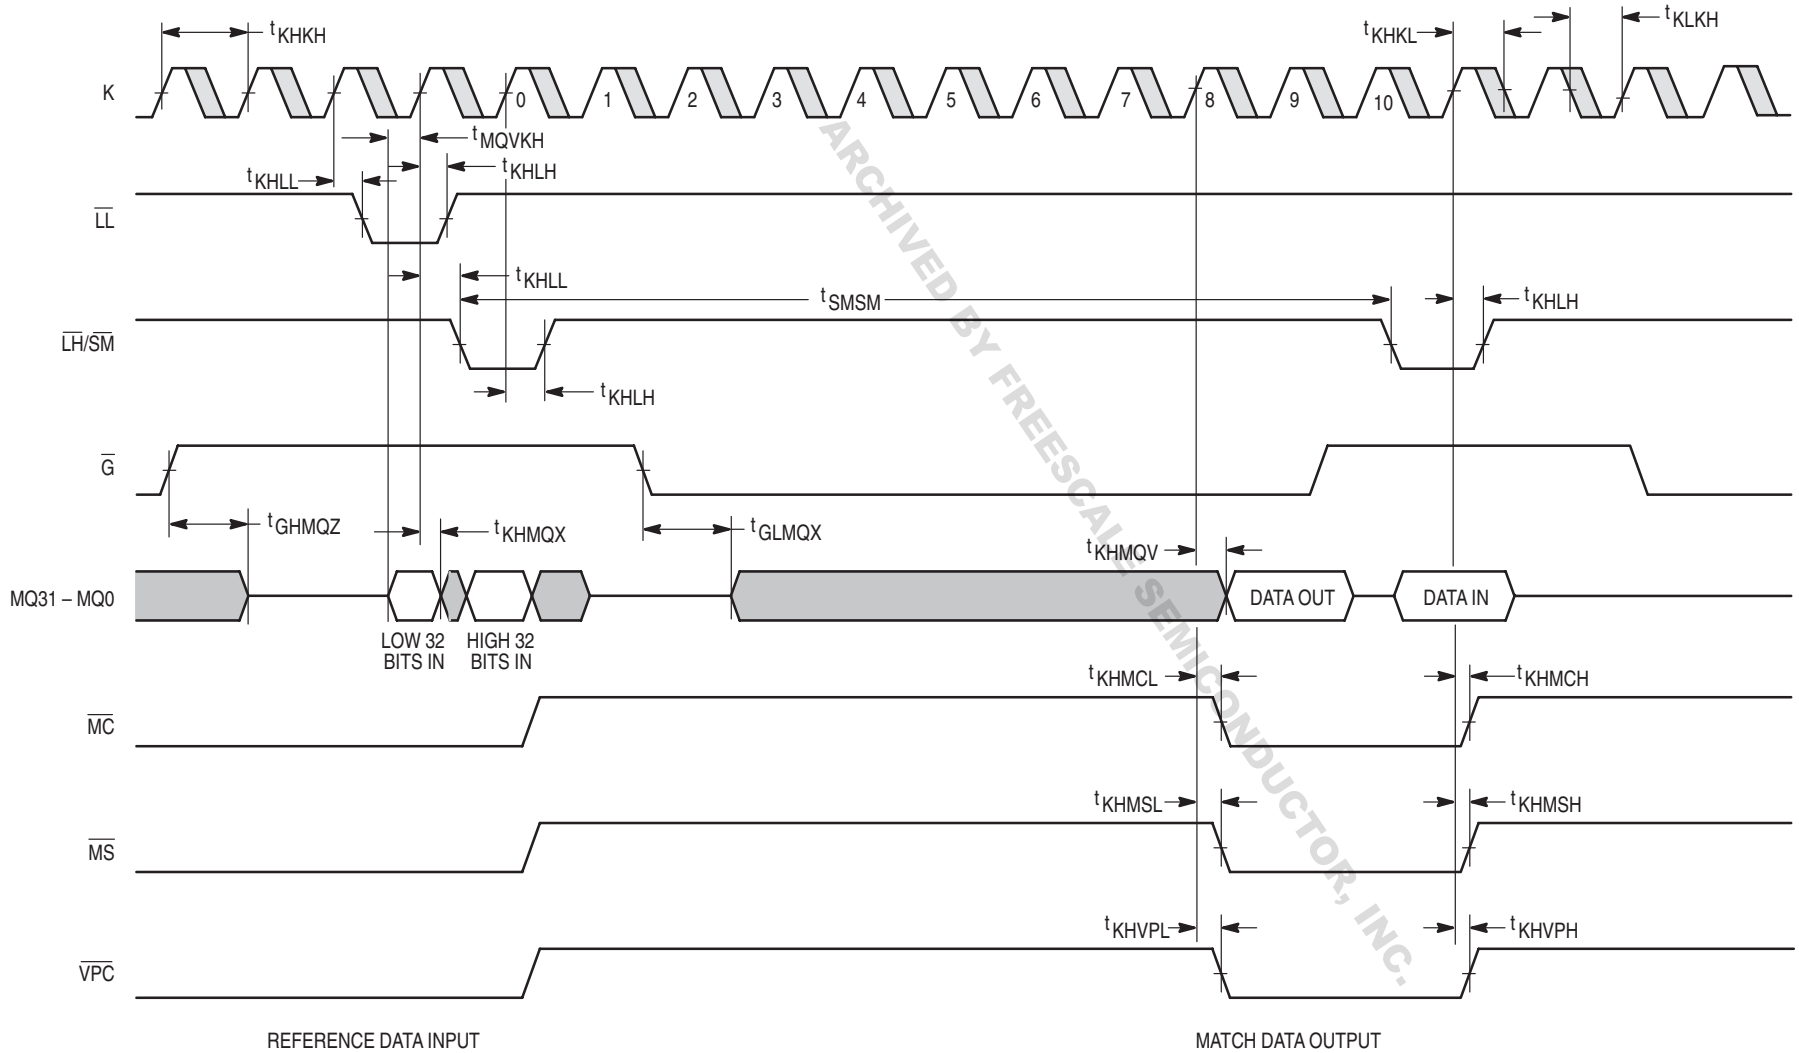 tKHKH
tKHKL
tKLKH
K
0 1 2 3 4 5 6 7 8 9 10
tMQVKH
tKHLH
tKHLL
LL
tKHLL
tSMSM
tKHLH
LH/SM
tKHLH
G
tGHMQZ
tKHMQX
tGLMQX
tKHMQV
MQ31 – MQ0
DATA OUT
DATA IN
LOW 32
BITS IN
HIGH 32
BITS IN
tKHMCL
tKHMCH
MC
tKHMSL
tKHMSH
MS
tKHVPL
tKHVPH
VPC
REFERENCE DATA INPUT
MATCH DATA OUTPUT
ARCHIVED BY FREESCALE SEMICONDUCTOR, INC.